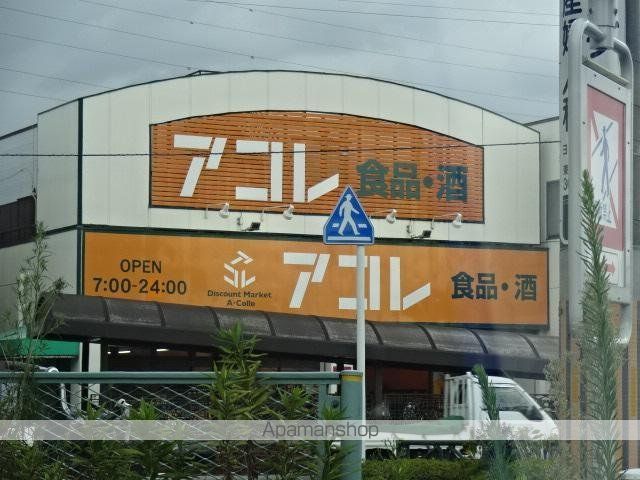 アコレ 食品・酒
OPEN
7:00-24:00
Discount Market
A·Colle
アコレ 食品・酒
Apamanshop